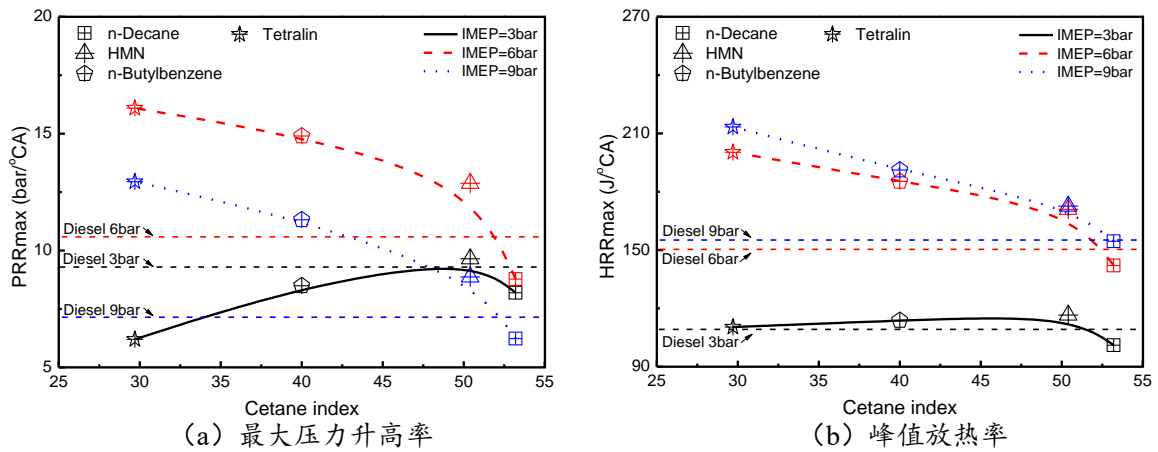 20
15
10
5
PRRmax (bar/°CA)
n-Decane
HMN
n-Butylbenzene
Tetralin
IMEP=3bar
IMEP=6bar
IMEP=9bar
Diesel 6bar
Diesel 3bar
Diesel 9bar
25 30 35 40 45 50 55
Cetane index
（a）最大压力升高率
270
210
150
90
HRRmax (J/°CA)
n-Decane
HMN
n-Butylbenzene
Tetralin
IMEP=3bar
IMEP=6bar
IMEP=9bar
Diesel 9bar
Diesel 6bar
Diesel 3bar
25 30 35 40 45 50 55
Cetane index
（b）峰值放热率